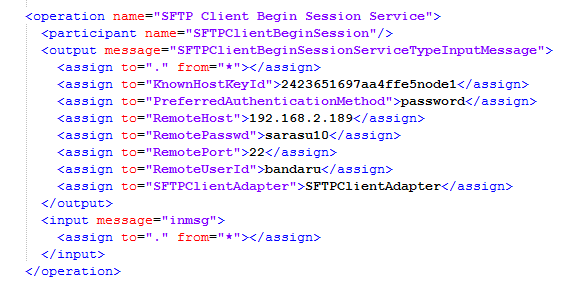 <operation name="SFTP Client Begin Session Service">
<participant name="SFTPClientBeginSession"/>
<output message="SFTPClientBeginSessionServiceTypeInputMessage">
<assign to="." from="*"></assign>
<assign to="KnownHostKeyId">2423651697aa4ffe5node1</assign>
<assign to="PreferredAuthenticationMethod">password</assign>
<assign to="RemoteHost">192.168.2.189</assign>
<assign to="RemotePasswd">sarasu10</assign>
<assign to="RemotePort">22</assign>
<assign to="RemoteUserId">bandaru</assign>
<assign to="SFTPClientAdapter">SFTPClientAdapter</assign>
</output>
<input message="inmsg">
<assign to="." from="*"></assign>
</input>
</operation>